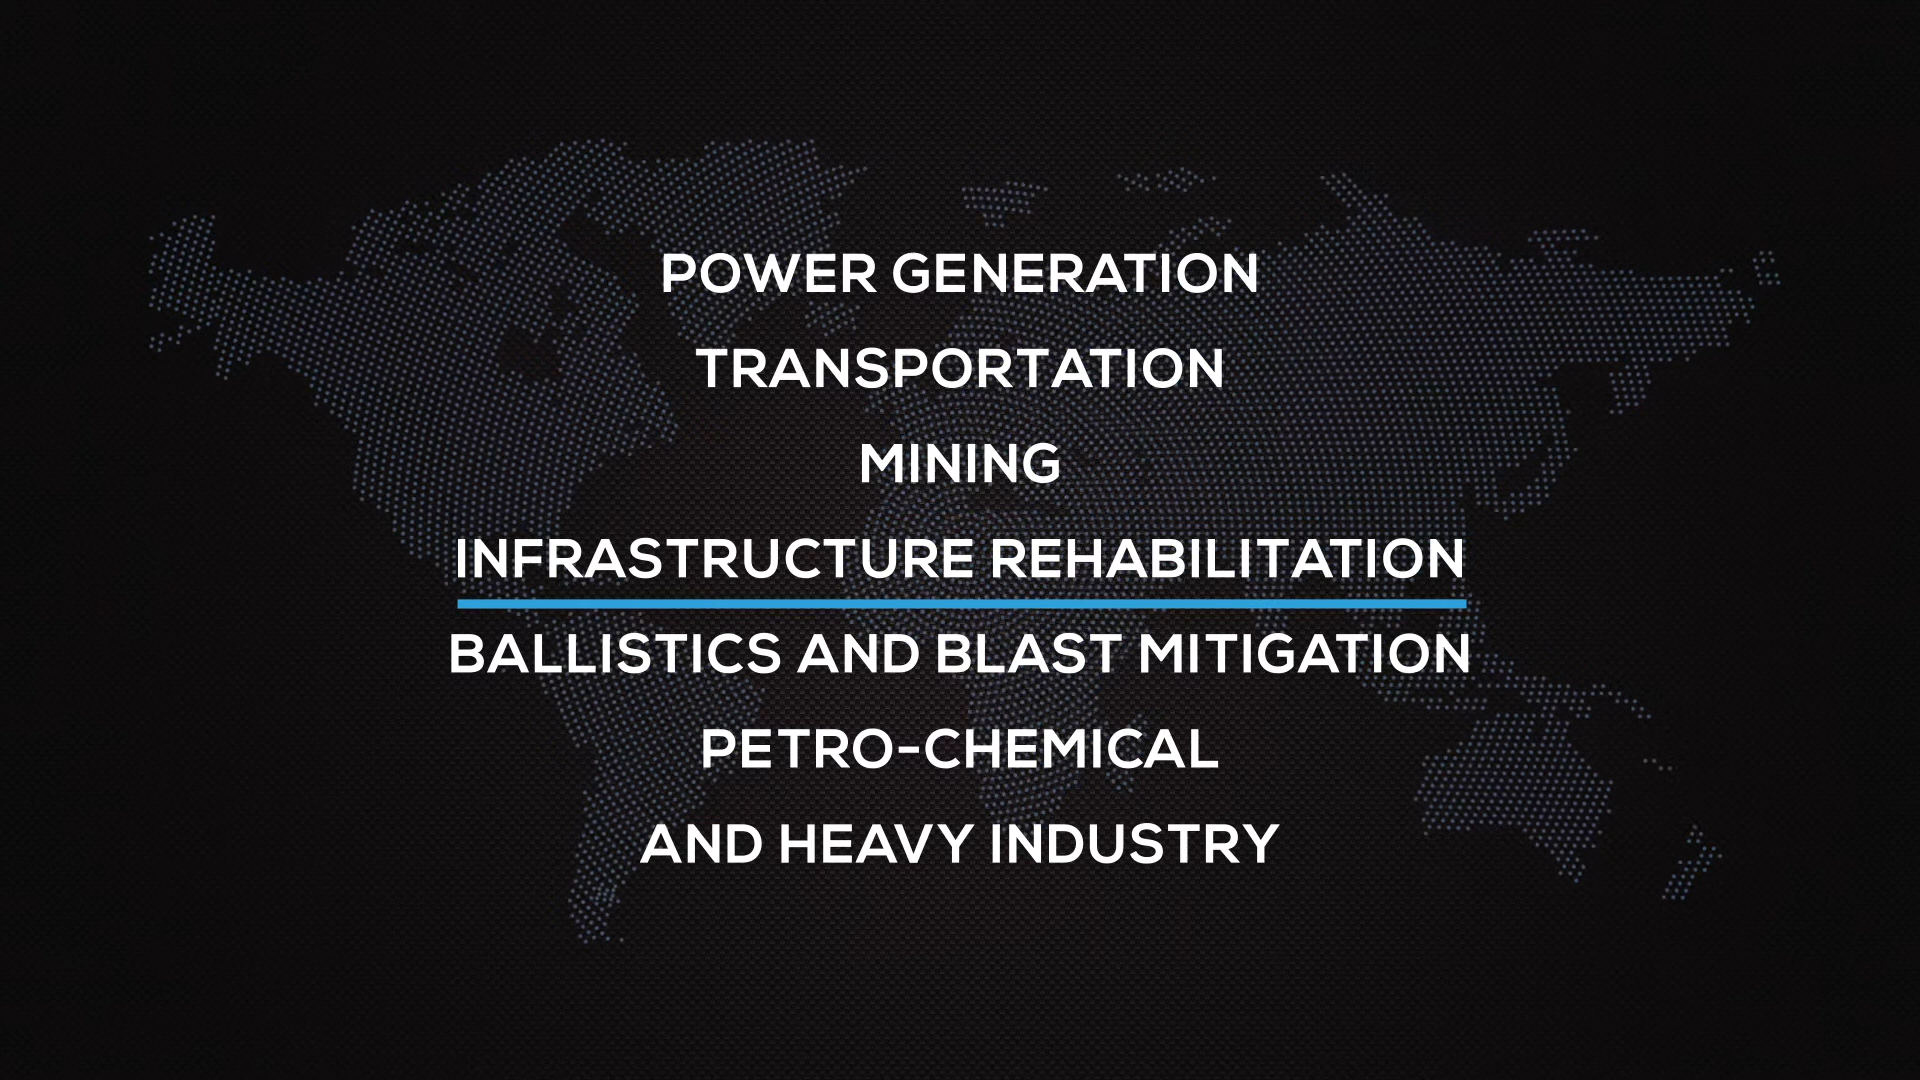 POWER GENERATION
TRANSPORTATION
MINING
INFRASTRUCTURE REHABILITATION
BALLISTICS AND BLAST MITIGATION
PETRO-CHEMICAL
AND HEAVY INDUSTRY